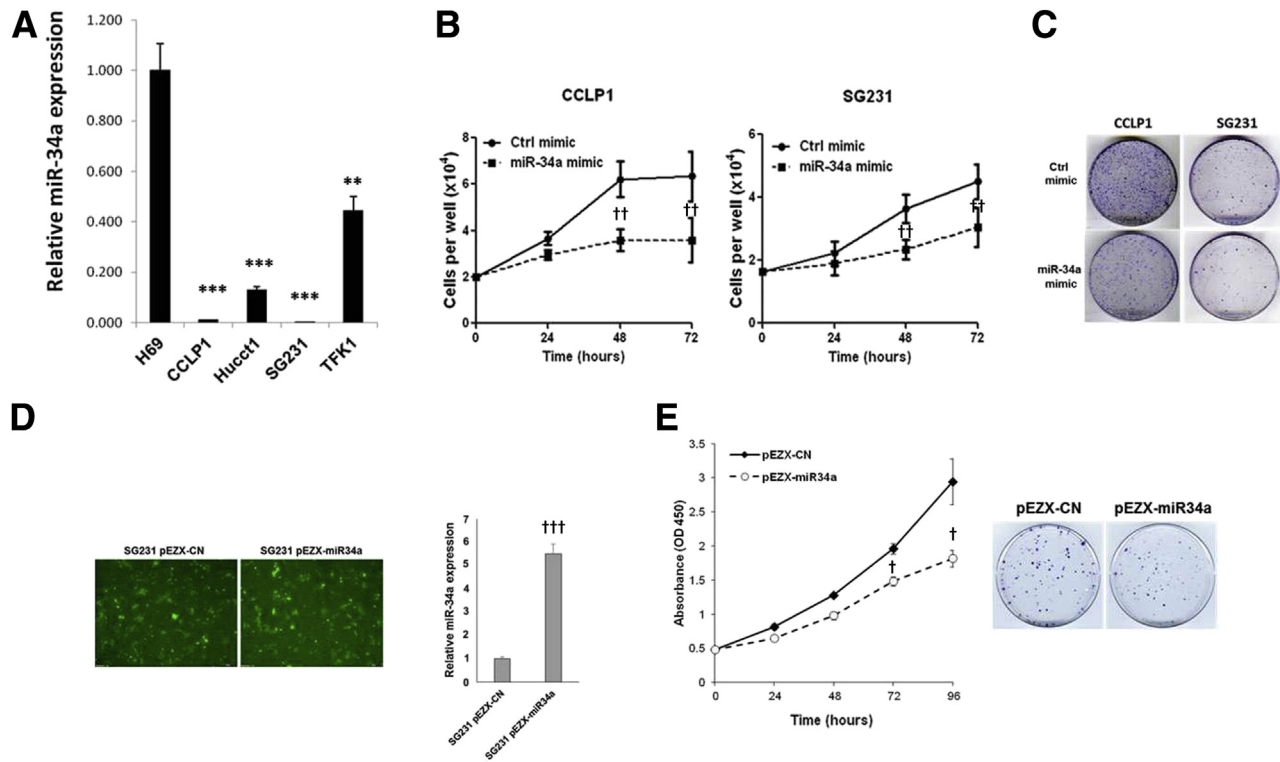 A
Relative miR-34a expression
1.200
1.000
0.800
0.600
0.400
0.200
0.000
***
***
***
**
H69
CCLP1
Hucct1
SG231
TFK1
B
CCLP1
Cells per well (x10⁴)
8
6
4
2
0
Ctrl mimic
miR-34a mimic
††
††
0
24
48
72
Time (hours)
SG231
Cells per well (x10⁴)
6
4
2
0
Ctrl mimic
miR-34a mimic
††
††
0
24
48
72
Time (hours)
C
CCLP1
SG231
Ctrl
mimic
miR-34a
mimic
D
SG231 pEZX-CN
SG231 pEZX-miR34a
Relative miR-34a expression
7
6
5
4
3
2
1
0
†††
SG231 pEZX-CN
SG231 pEZX-miR34a
E
Absorbance (OD 450)
3.5
3
2.5
2
1.5
1
0.5
0
pEZX-CN
pEZX-miR34a
†
†
0
24
48
72
96
Time (hours)
pEZX-CN
pEZX-miR34a